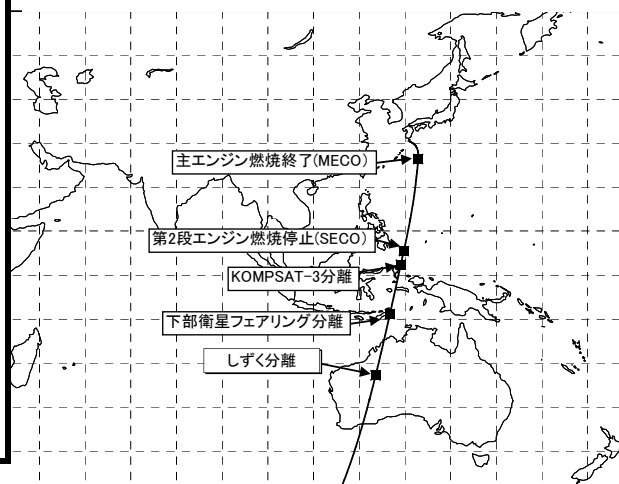 主エンジン燃焼終了(MECO)
第2段エンジン燃焼停止(SECO)
KOMPSAT-3分離
下部衛星フェアリング分離
しずく分離